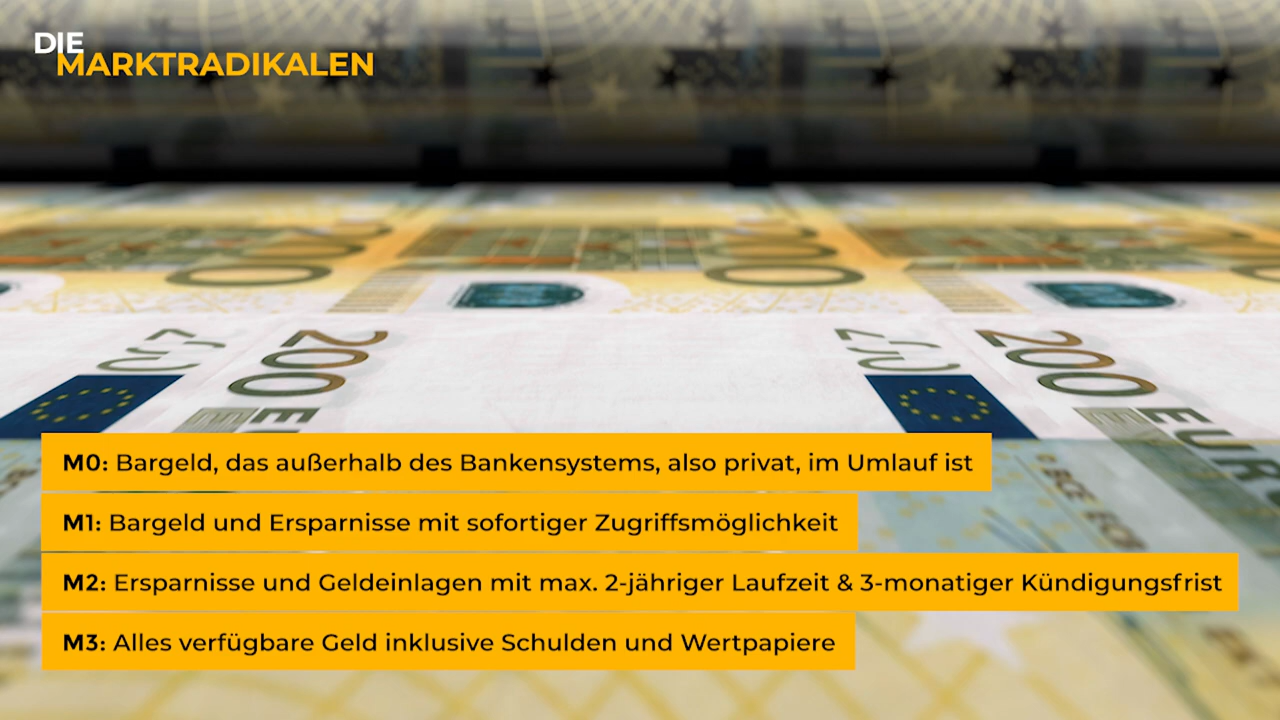 DIE
MARKTRADIKALEN
200
200
M0: Bargeld, das außerhalb des Bankensystems, also privat, im Umlauf ist
M1: Bargeld und Ersparnisse mit sofortiger Zugriffsmöglichkeit
M2: Ersparnisse und Geldeinlagen mit max. 2-jähriger Laufzeit & 3-monatiger Kündigungsfrist
M3: Alles verfügbare Geld inklusive Schulden und Wertpapiere